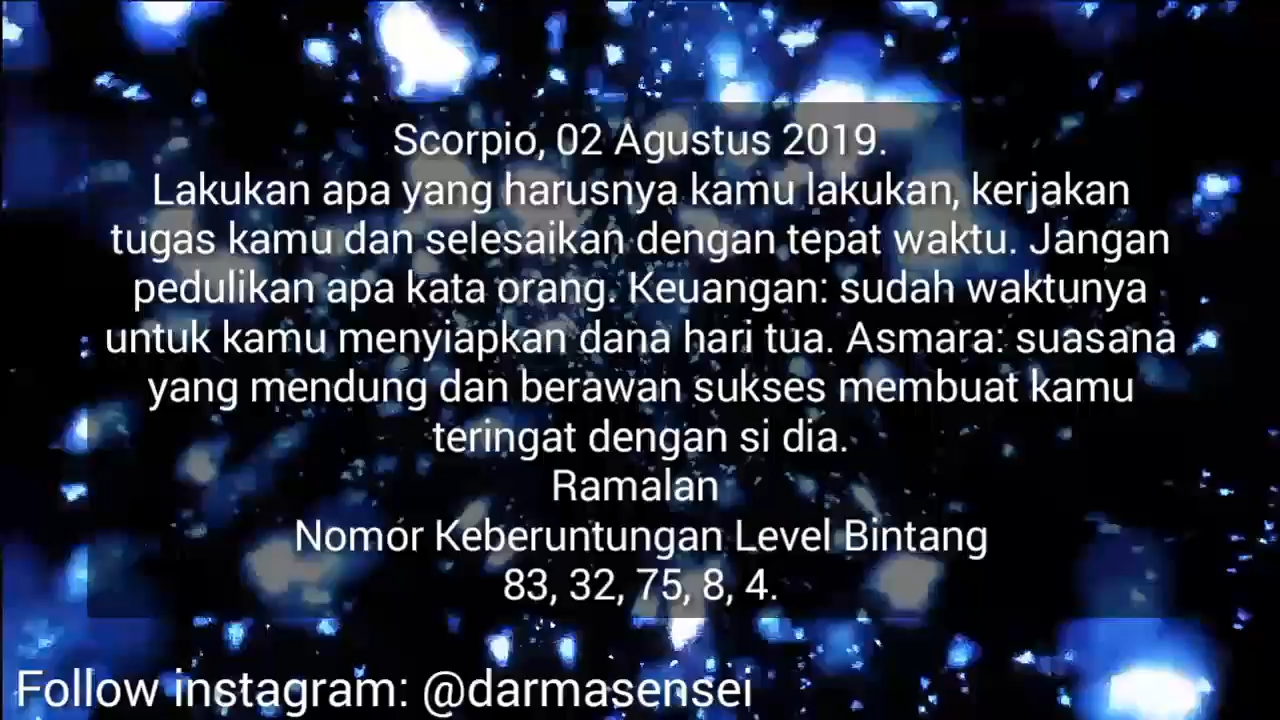 Scorpio, 02 Agustus 2019.
Lakukan apa yang harusnya kamu lakukan, kerjakan
tugas kamu dan selesaikan dengan tepat waktu. Jangan
pedulikan apa kata orang. Keuangan: sudah waktunya
untuk kamu menyiapkan dana hari tua. Asmara: suasana
yang mendung dan berawan sukses membuat kamu
teringat dengan si dia.
Ramalan
Nomor Keberuntungan Level Bintang
83, 32, 75, 8, 4.
Follow instagram: @darmasensei